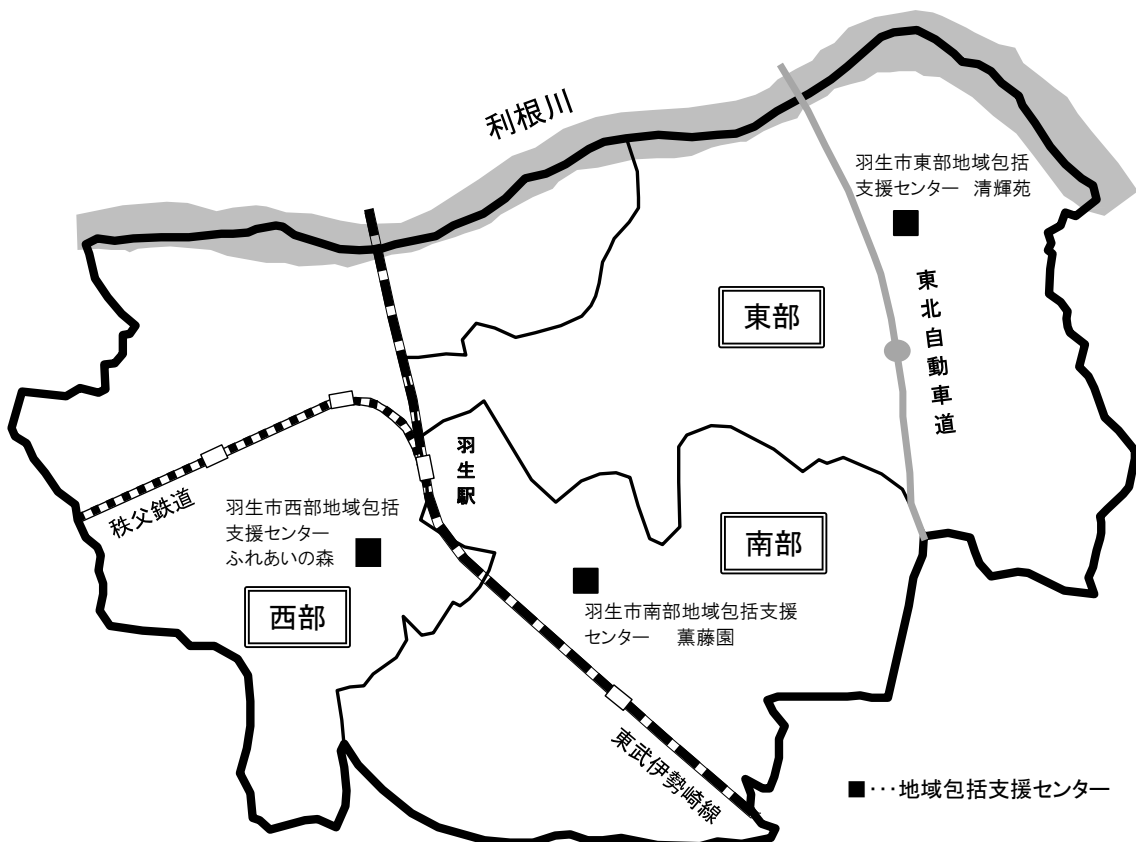 利根川
羽生市東部地域包括
支援センター 清輝苑
東北自動車道
東部
羽生駅
秩父鉄道
羽生市西部地域包括
支援センター
ふれあいの森
西部
南部
羽生市南部地域包括支援
センター 薫藤園
東武伊勢崎線
■･･･地域包括支援センター